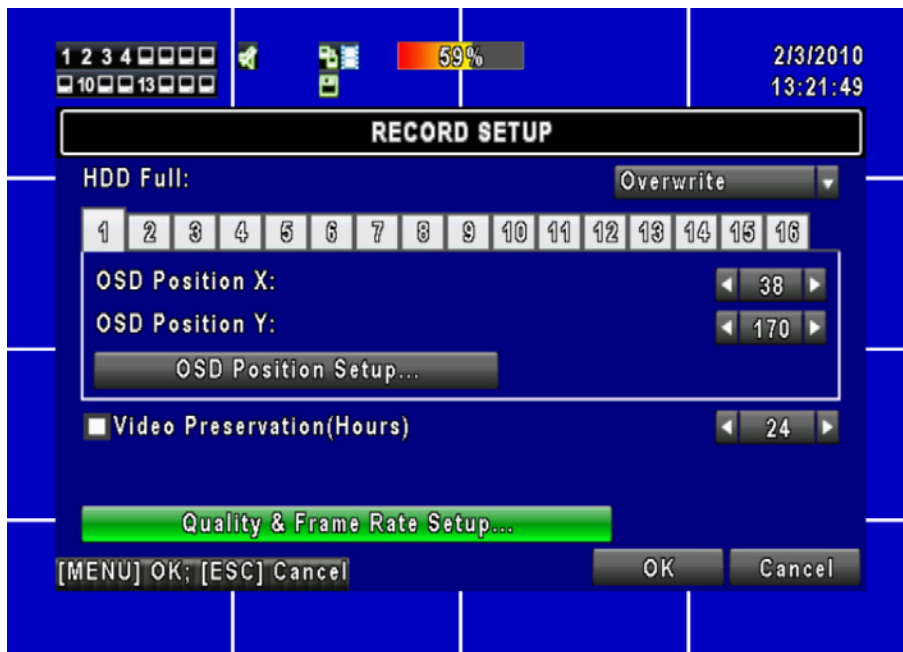 1 2 3 4 59% 2/3/2010
10 13 13:21:49
RECORD SETUP
HDD Full: Overwrite
1 2 3 4 5 6 7 8 9 10 11 12 13 14 15 16
OSD Position X: 38
OSD Position Y: 170
OSD Position Setup...
Video Preservation(Hours) 24
Quality & Frame Rate Setup...
[MENU] OK; [ESC] Cancel OK Cancel